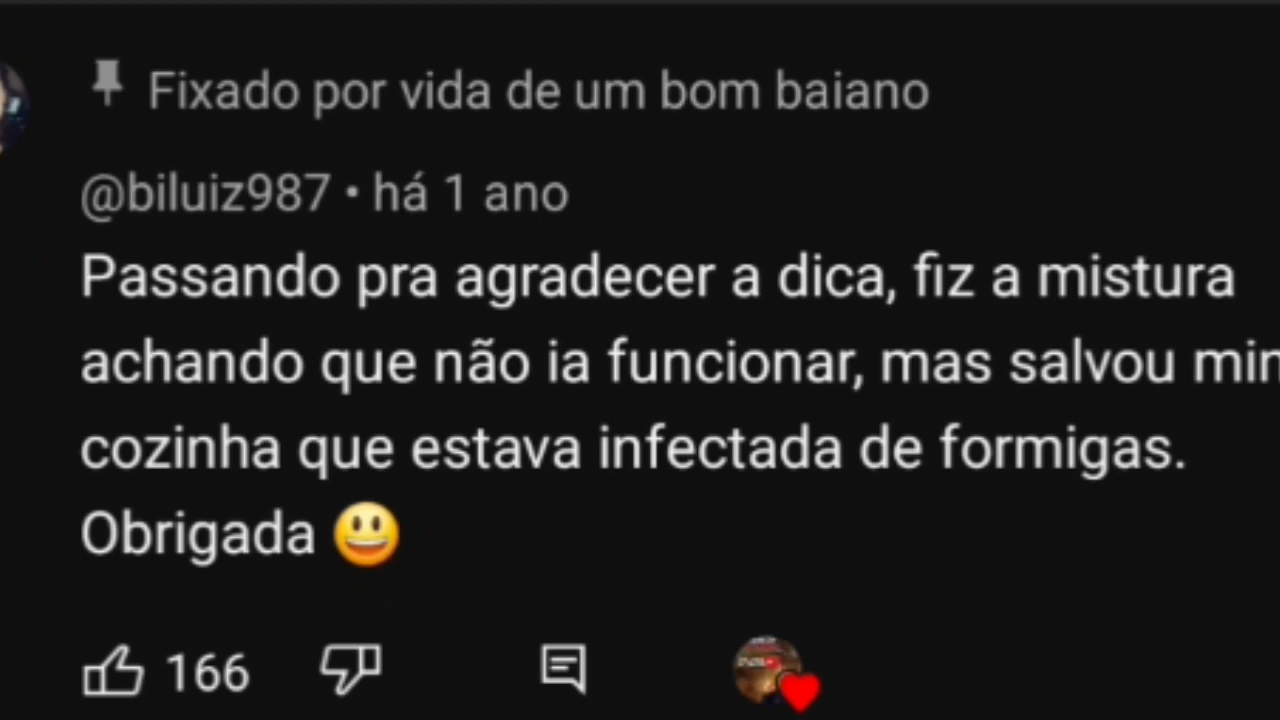 Fixado por vida de um bom baiano
@biluiz987 • há 1 ano
Passando pra agradecer a dica, fiz a mistura
achando que não ia funcionar, mas salvou
cozinha que estava infectada de formigas.
Obrigada 😃
166